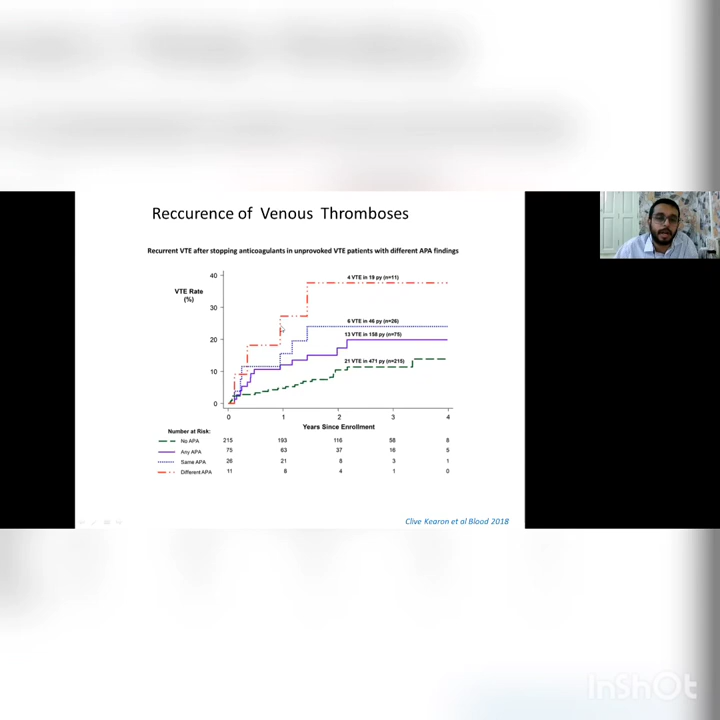 Reccurence of Venous Thromboses
Recurrent VTE after stopping anticoagulants in unprovoked VTE patients with different APA findings
VTE Rate
(%)
40
30
20
10
0
4 VTE in 19 py (n=11)
6 VTE in 46 py (n=26)
13 VTE in 158 py (n=75)
21 VTE in 471 py (n=215)
0 1 2 3 4
Years Since Enrollment
Number at Risk:
No APA 215 193 116 58 8
Any APA 75 63 37 16 5
Same APA 26 21 8 3 1
Different APA 11 8 4 1 0
Clive Kearon et al Blood 2018
InShOt